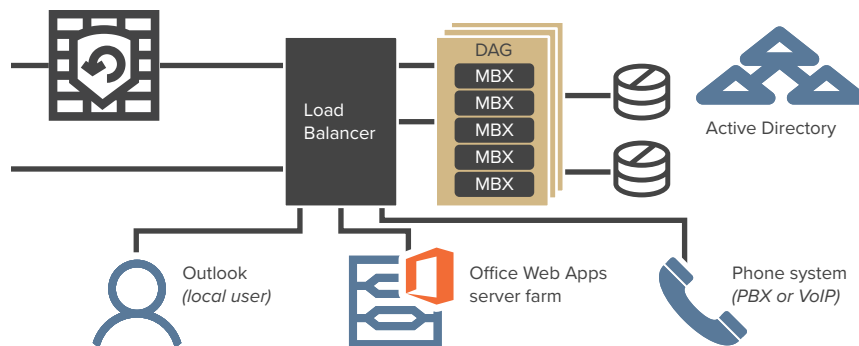 DAG
MBX
MBX
MBX
MBX
MBX
Load
Balancer
Active Directory
Outlook
(local user)
Office Web Apps
server farm
Phone system
(PBX or VoIP)